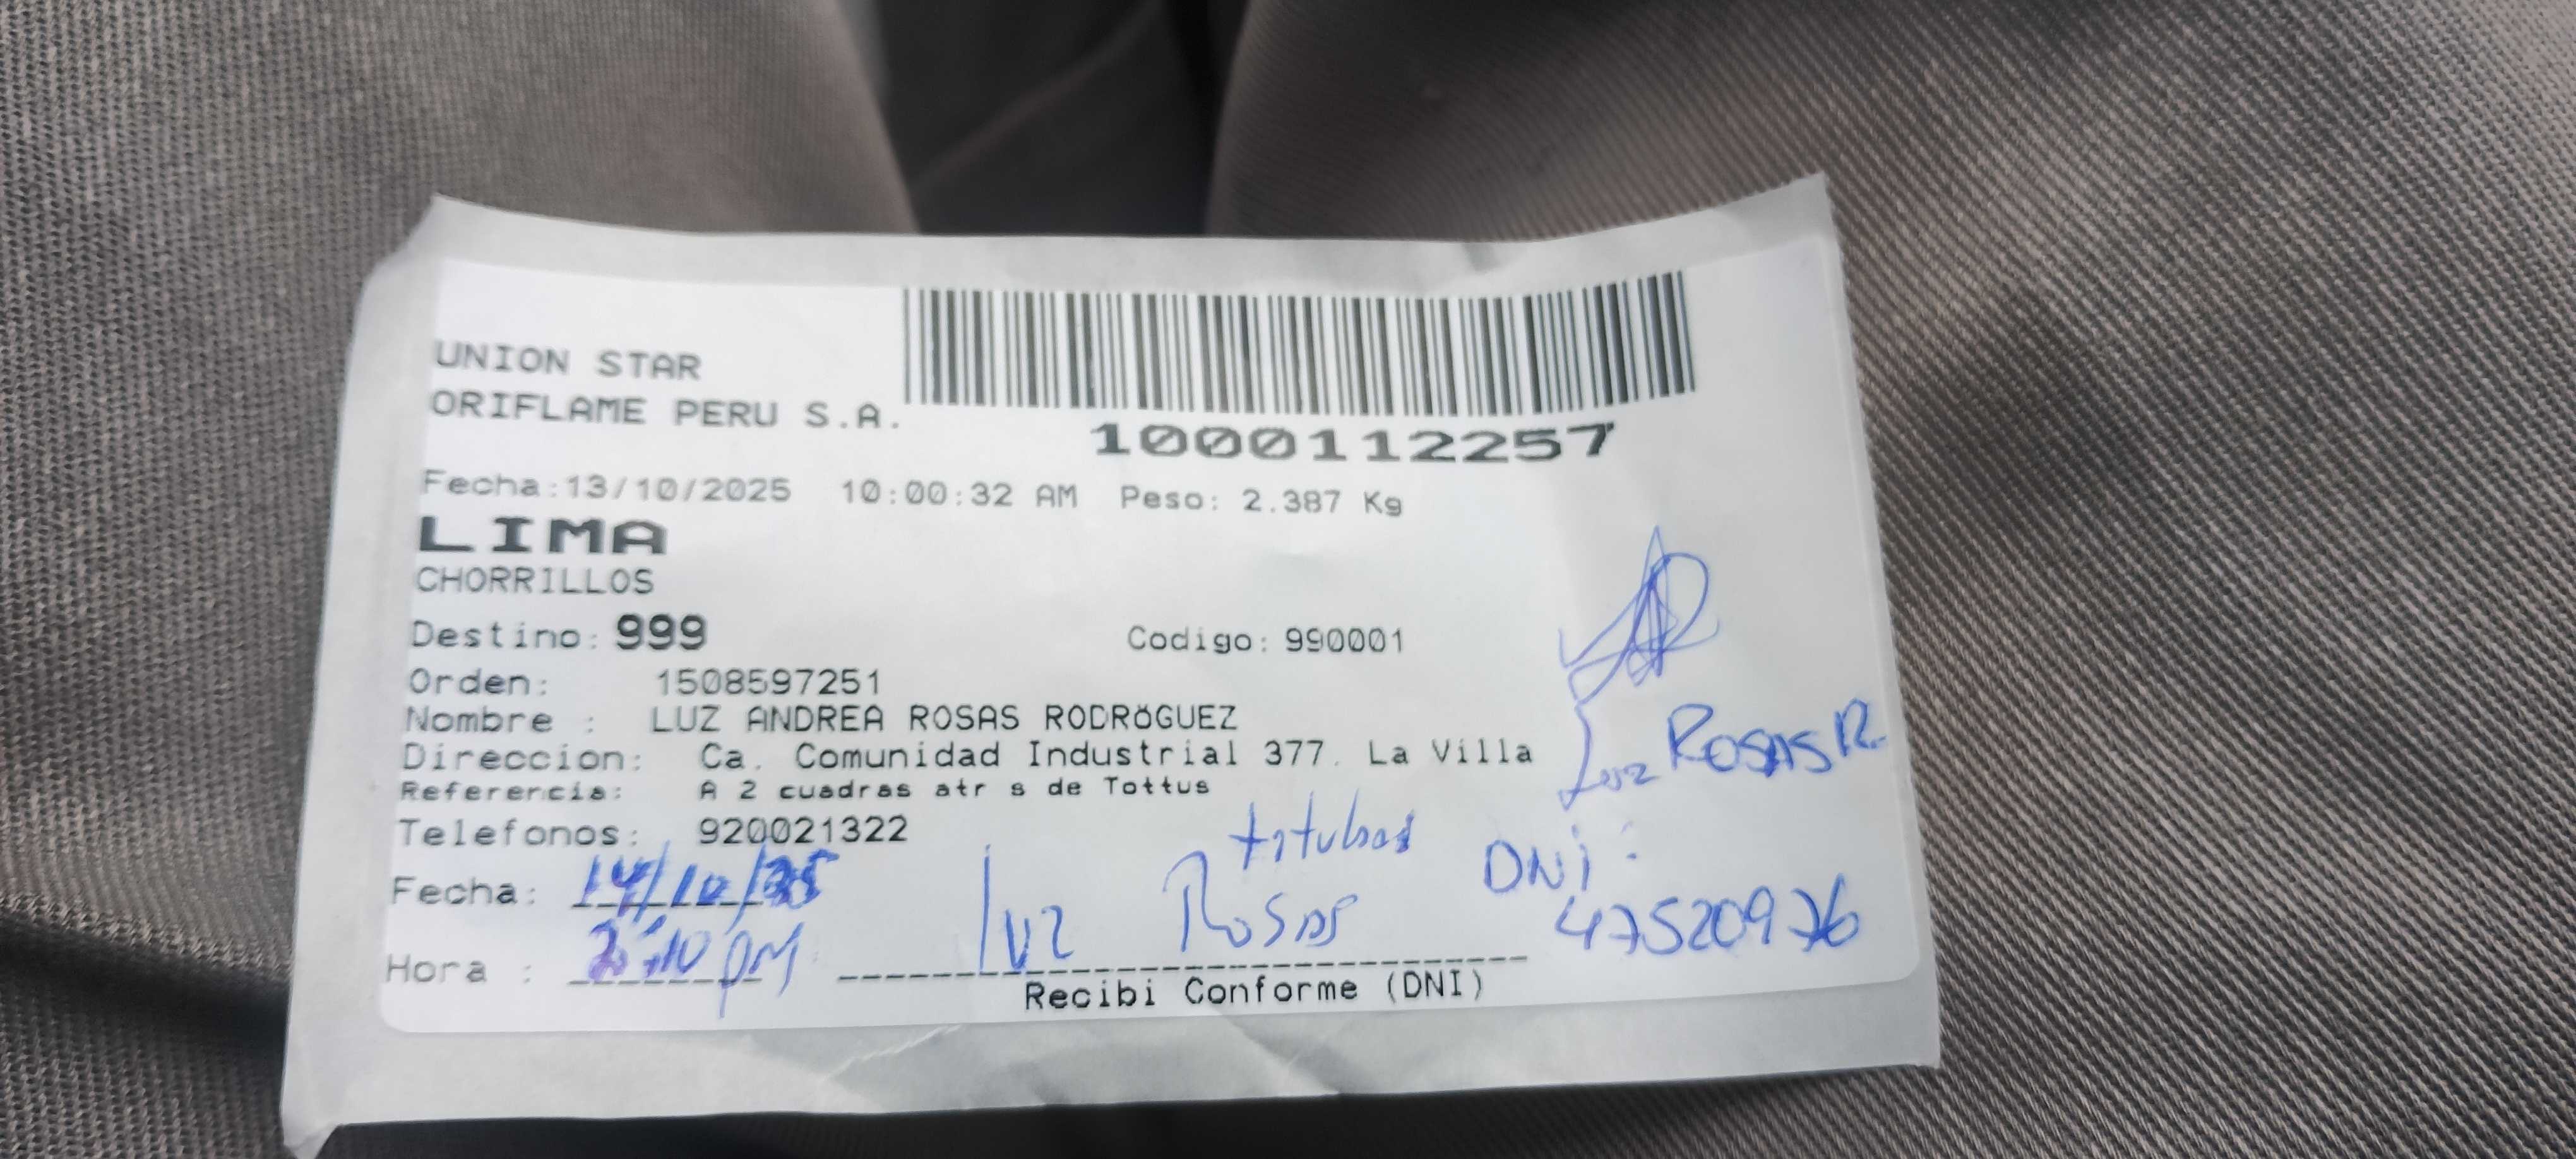 UNION STAR
ORIFLAME PERU S.A.
1000112257
Fecha:13/10/2025 10:00:32 AM Peso: 2.387 Kg
LIMA
CHORRILLOS
Destino: 999 Codigo: 990001
Orden: 1508597251
Nombre : LUZ ANDREA ROSAS RODRöGUEZ
Direccion: Ca. Comunidad Industrial 377. La Villa
Luz ROSAS R.
Referencia: A 2 cuadras atr s de Tottus
Telefonos: 920021322
DNi:
47520976
Fecha: 14/10/25
Luz Rosas
Hora : PM
Recibi Conforme (DNI)